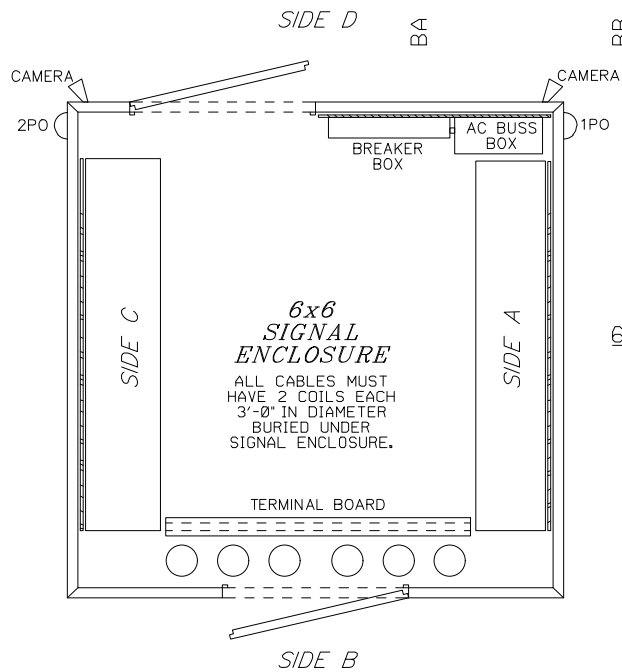 SIDE D
BA
CAMERA
CAMERA
2PO
1PO
AC BUSS
BOX
BREAKER
BOX
SIDE C
SIDE A
6x6
SIGNAL
ENCLOSURE
ALL CABLES MUST
HAVE 2 COILS EACH
3'-0" IN DIAMETER
BURIED UNDER
SIGNAL ENCLOSURE.
TERMINAL BOARD
SIDE B